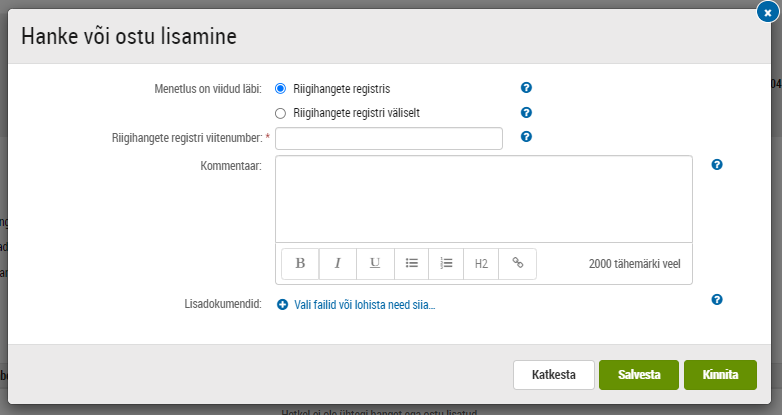 Hanke või ostu lisamine
Menetlus on viidud läbi:
Riigihangete registris
Riigihangete registri väliselt
Riigihangete registri viitenumber: *
Kommentaar:
B I U H2
2000 tähemärki veel
Lisadokumendid:
Vali failid või lohista need siia...
Katkesta
Salvesta
Kinnita
04